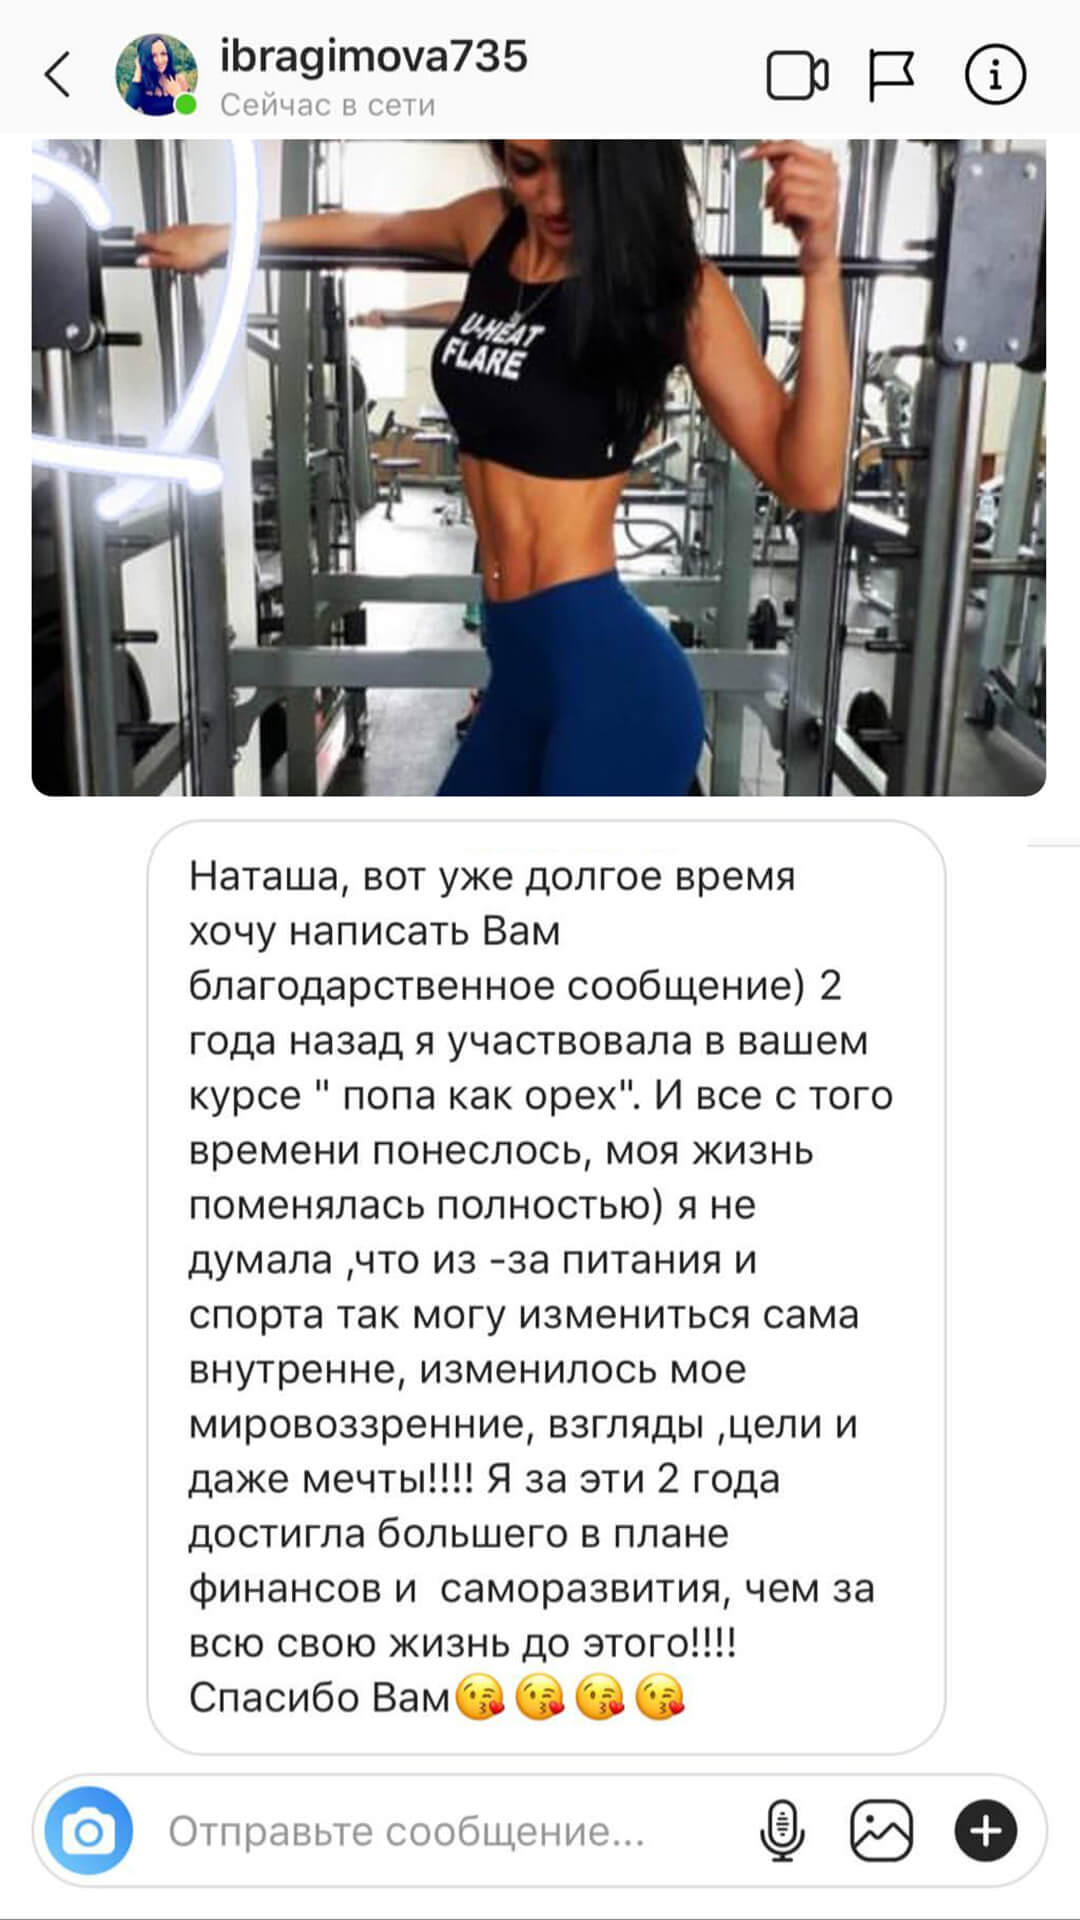 ibragimova735
Сейчас в сети
U-HEAT
FLARE
Наташа, вот уже долгое время
хочу написать Вам
благодарственное сообщение) 2
года назад я участвовала в вашем
курсе " попа как орех". И все с того
времени понеслось, моя жизнь
поменялась полностью) я не
думала ,что из -за питания и
спорта так могу измениться сама
внутренне, изменилось мое
мировоззренние, взгляды ,цели и
даже мечты!!!! Я за эти 2 года
достигла большего в плане
финансов и  саморазвития, чем за
всю свою жизнь до этого!!!!
Спасибо Вам😘😘😘😘
Отправьте сообщение...